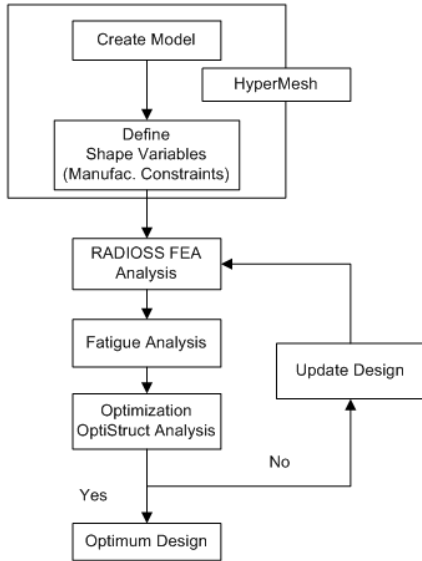 Create Model
HyperMesh
Define
Shape Variables
(Manufac. Constraints)
RADIOSS FEA
Analysis
Fatigue Analysis
Update Design
Optimization
OptiStruct Analysis
No
Yes
Optimum Design